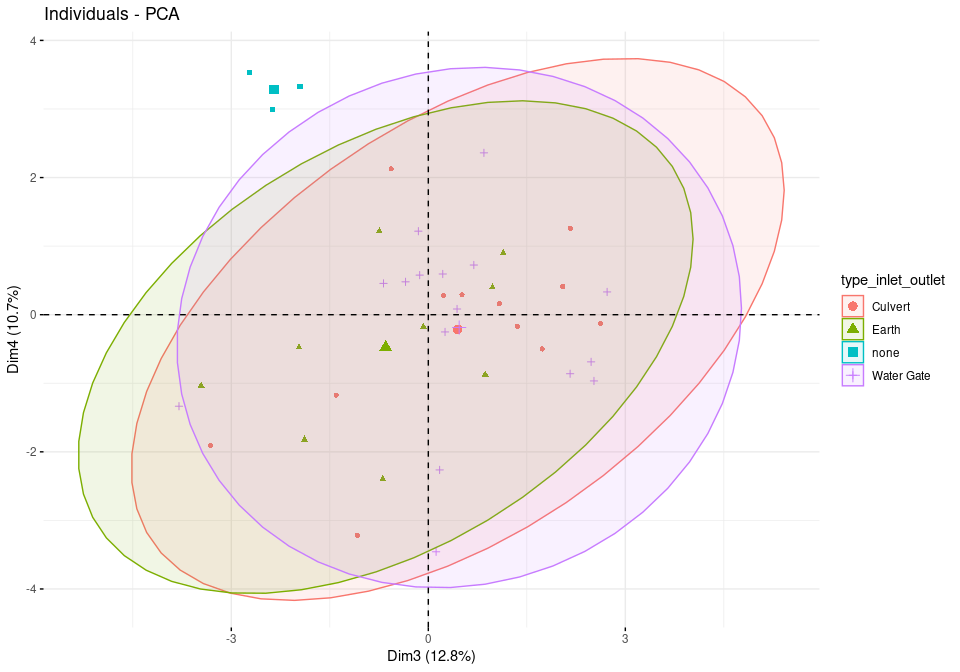 Individuals - PCA
4
2
0
-2
-4
Dim4 (10.7%)
-3
0
3
Dim3 (12.8%)
type_inlet_outlet
Culvert
Earth
none
Water Gate